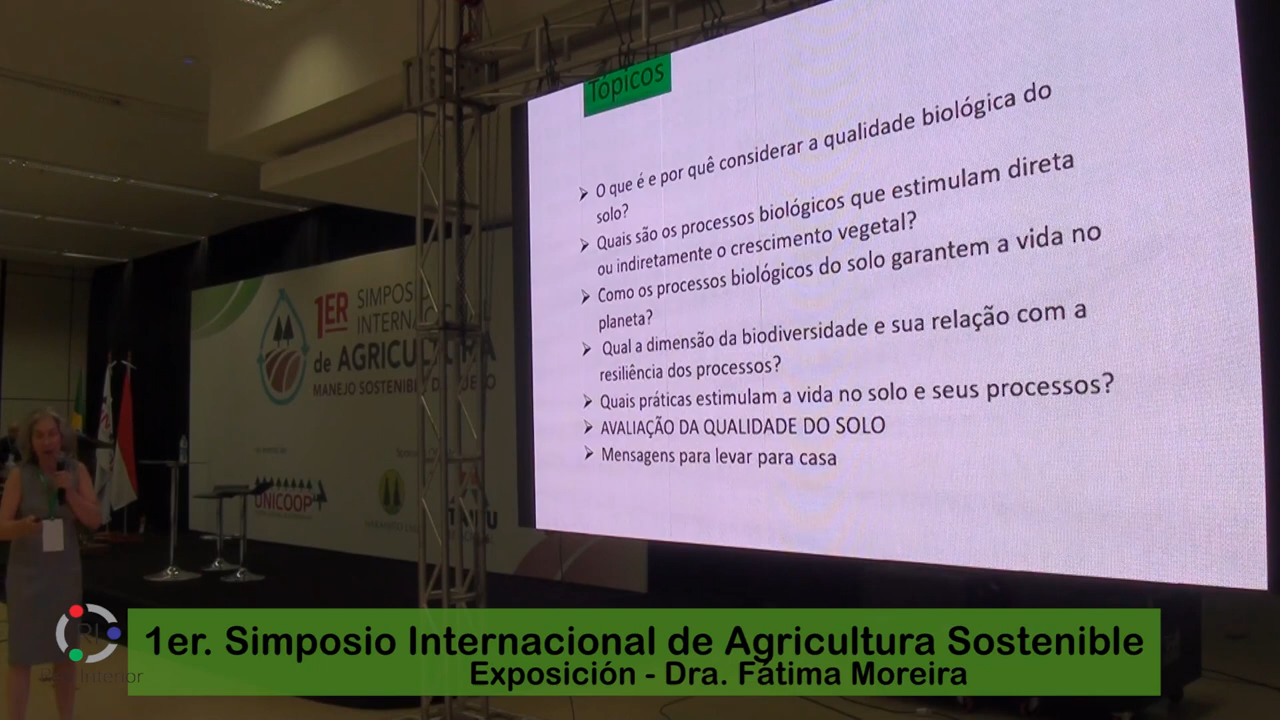 Tópicos
➢ O que é e por quê considerar a qualidade biológica do
solo?
➢ Quais são os processos biológicos que estimulam direta
ou indiretamente o crescimento vegetal?
➢ Como os processos biológicos do solo garantem a vida no
planeta?
➢ Qual a dimensão da biodiversidade e sua relação com a
resiliência dos processos?
➢ Quais práticas estimulam a vida no solo e seus processos?
➢ AVALIAÇÃO DA QUALIDADE DO SOLO
➢ Mensagens para levar para casa
1ER
SIMPOS
INTERNAC
de AGRICULTURA
MANEJO SOSTENIBLE
UNICOOP
RI
Interior
1er. Simposio Internacional de Agricultura Sostenible
Exposición - Dra. Fátima Moreira